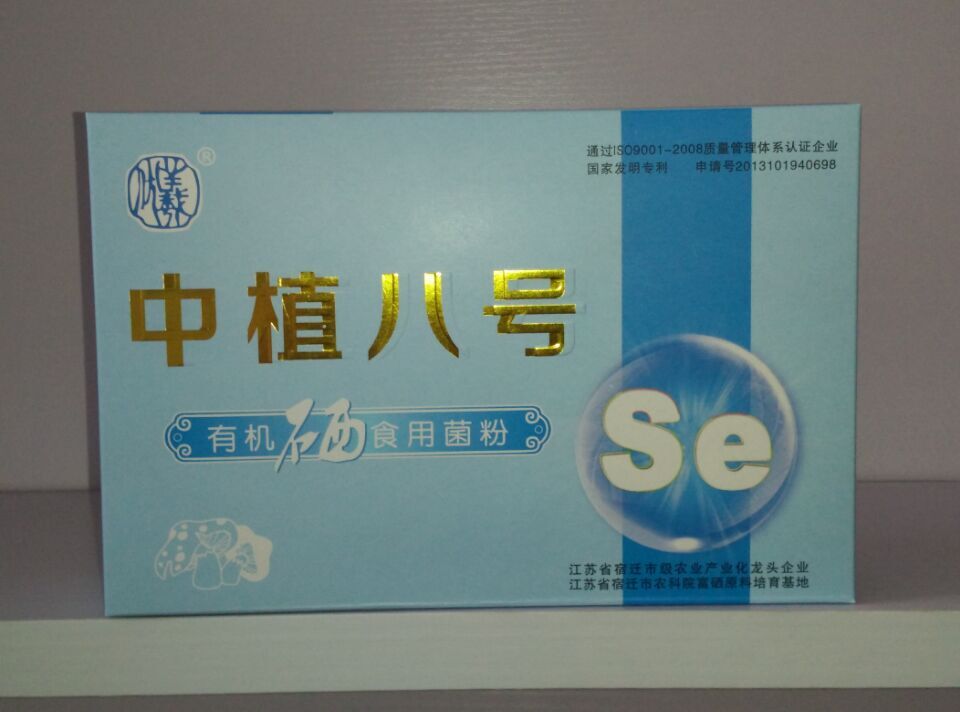 ®
通过ISO9001-2008质量管理体系认证企业
国家发明专利 申请号2013101940698
中植八号
有机硒食用菌粉
Se
江苏省宿迁市级农业产业化龙头企业
江苏省宿迁市农科院富硒原料培育基地